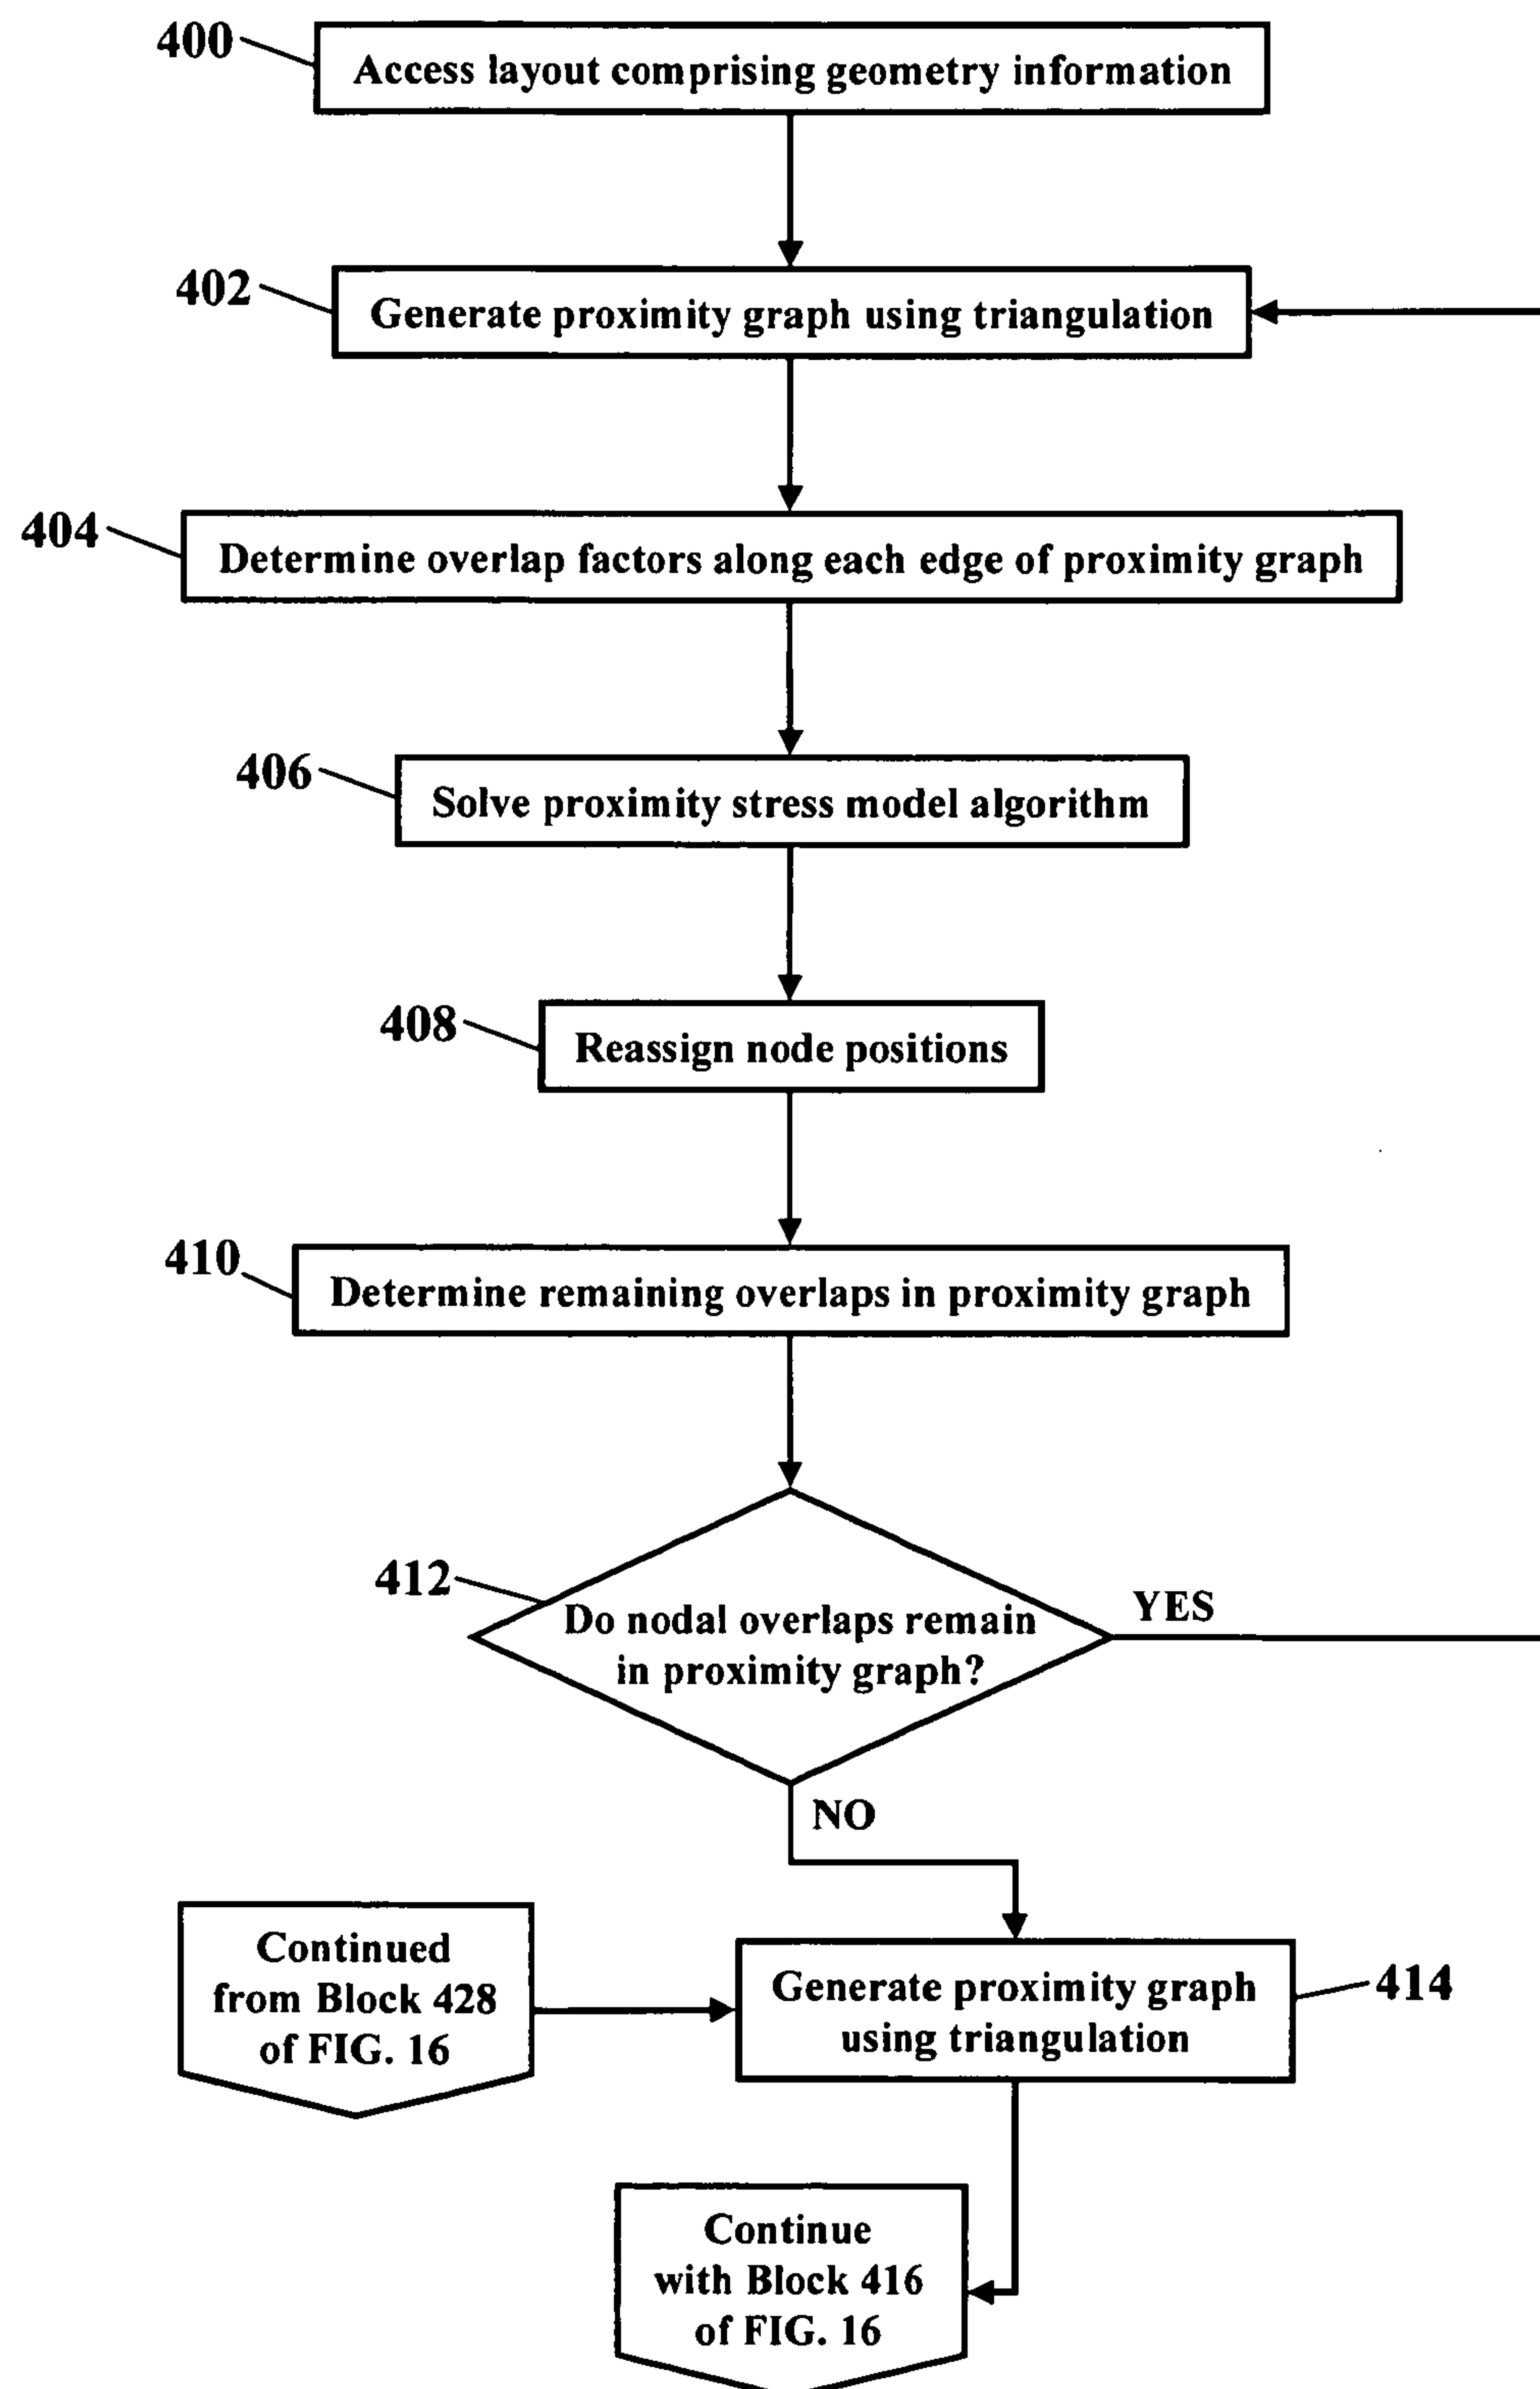 400
Access layout comprising geometry information
402
Generate proximity graph using triangulation
404
Determine overlap factors along each edge of proximity graph
406
Solve proximity stress model algorithm
408
Reassign node positions
410
Determine remaining overlaps in proximity graph
412
Do nodal overlaps remain
in proximity graph?
YES
NO
Continued
from Block 428
of FIG. 16
Generate proximity graph
using triangulation
414
Continue
with Block 416
of FIG. 16